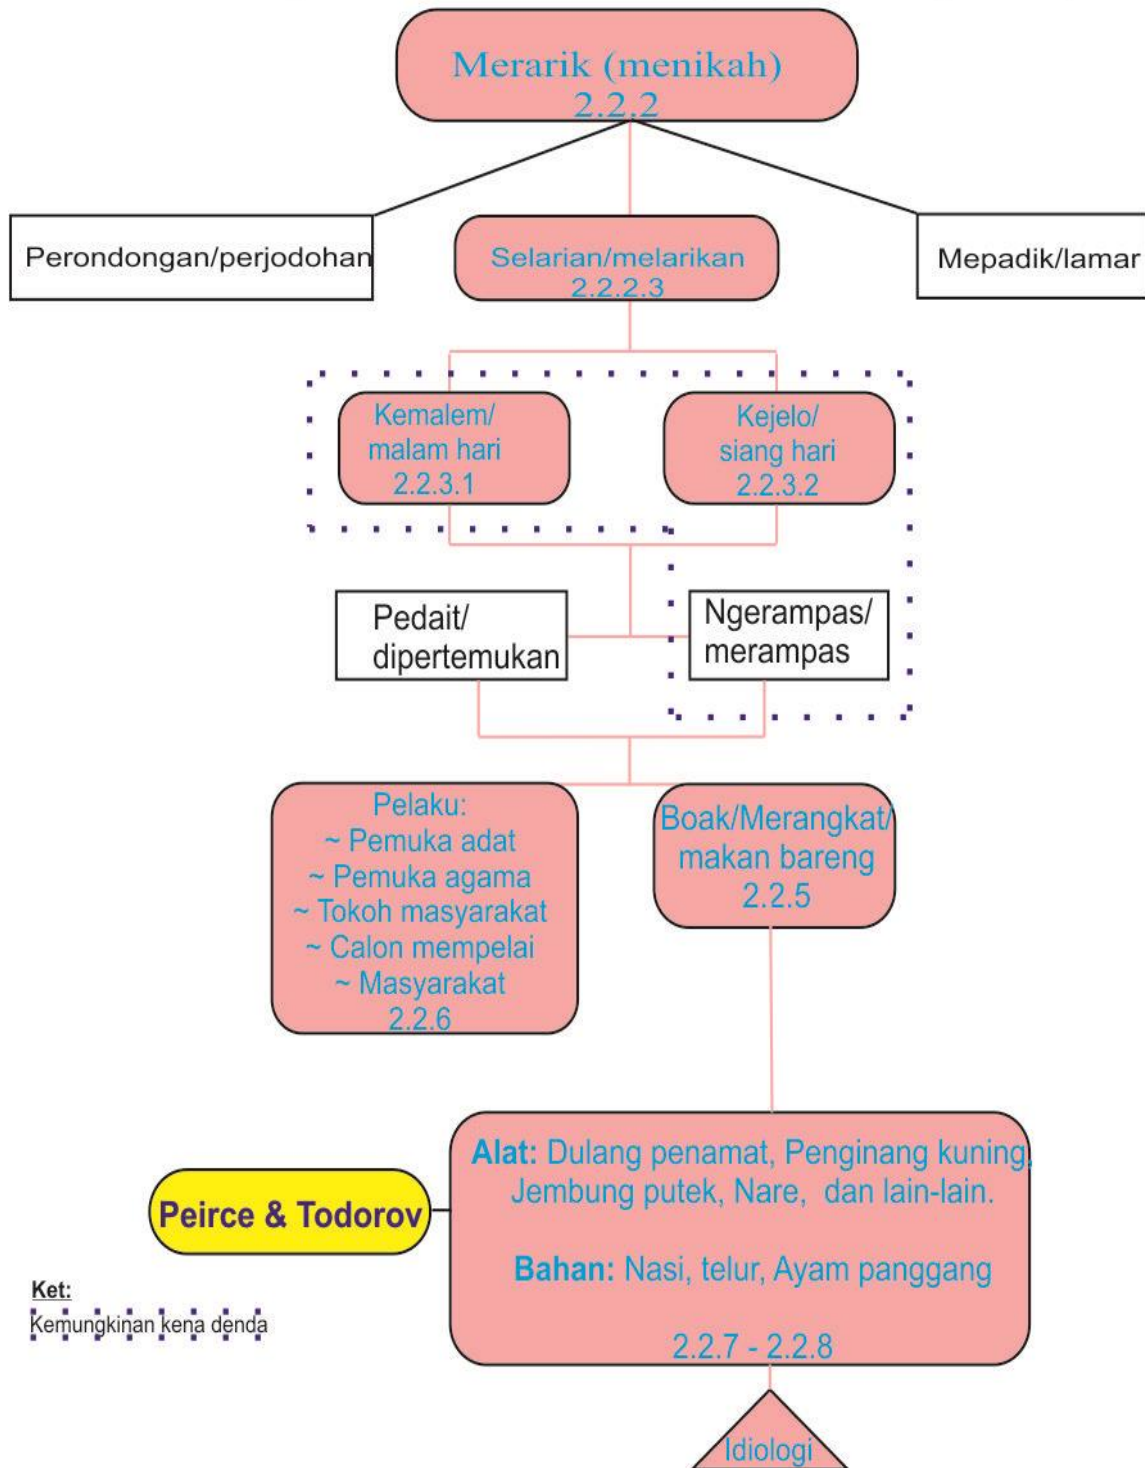 Merarik (menikah)
2.2.2
Perondongan/perjodohan
Selarian/melarikan
2.2.2.3
Mepadik/lamar
Kemalem/
malam hari
2.2.3.1
Kejelo/
siang hari
2.2.3.2
Pedait/
dipertemukan
Ngerampas/
merampas
Pelaku:
~ Pemuka adat
~ Pemuka agama
~ Tokoh masyarakat
~ Calon mempelai
~ Masyarakat
2.2.6
Boak/Merangkat/
makan bareng
2.2.5
Alat: Dulang penamat, Penginang kuning,
Jembung putek, Nare, dan lain-lain.
Bahan: Nasi, telur, Ayam panggang
2.2.7 - 2.2.8
Peirce & Todorov
Ket:
Kemungkinan kena denda
Idiologi